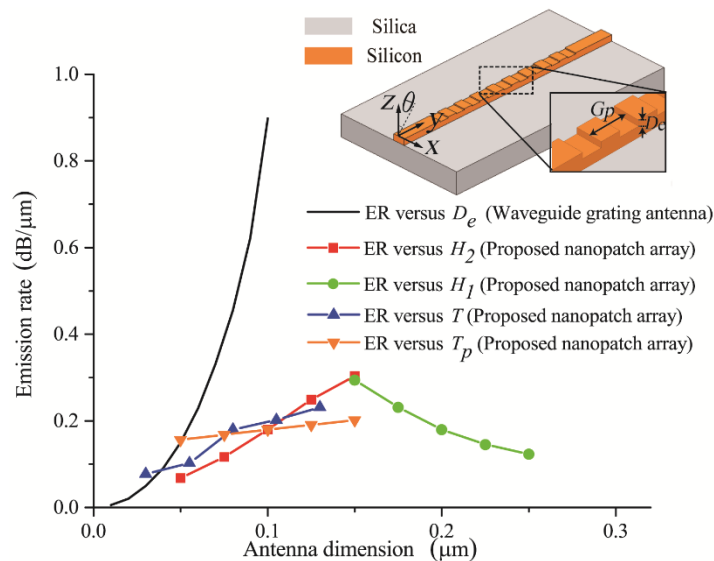 Silica
Silicon
Z
θ
y
X
Gp
De
1.0
0.8
0.6
0.4
0.2
0.0
Emission rate (dB/μm)
ER versus De (Waveguide grating antenna)
ER versus H2 (Proposed nanopatch array)
ER versus H1 (Proposed nanopatch array)
ER versus T (Proposed nanopatch array)
ER versus Tp (Proposed nanopatch array)
0.0 0.1 0.2 0.3
Antenna dimension (μm)